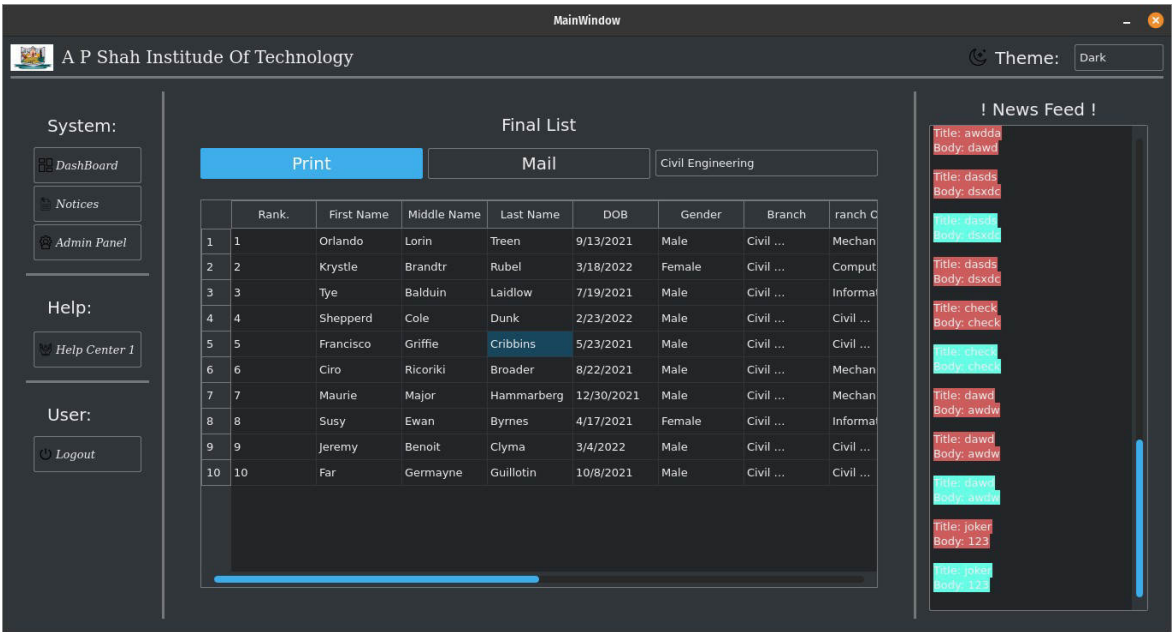 MainWindow
A P Shah Institute Of Technology
Theme: Dark
System:
DashBoard
Notices
Admin Panel
Help:
Help Center 1
User:
Logout
Final List
Print Mail Civil Engineering
Rank. First Name Middle Name Last Name DOB Gender Branch ranch C
1 1 Orlando Lorin Treen 9/13/2021 Male Civil ... Mechan
2 2 Krystle Brandtr Rubel 3/18/2022 Female Civil ... Comput
3 3 Tye Balduin Laidlow 7/19/2021 Male Civil ... Informat
4 4 Shepperd Cole Dunk 2/23/2022 Male Civil ... Civil ...
5 5 Francisco Griffie Cribbins 5/23/2021 Male Civil ... Civil ...
6 6 Ciro Ricoriki Broader 8/22/2021 Male Civil ... Mechan
7 7 Maurie Major Hammarberg 12/30/2021 Male Civil ... Mechan
8 8 Susy Ewan Byrnes 4/17/2021 Female Civil ... Informat
9 9 Jeremy Benoit Clyma 3/4/2022 Male Civil ... Civil ...
10 10 Far Germayne Guillotin 10/8/2021 Male Civil ... Civil ...
! News Feed !
Title: awdda
Body: dawd
Title: dasds
Body: dsxdc
Title: dasds
Body: dsxdc
Title: dasds
Body: dsxdc
Title: check
Body: check
Title: check
Body: check
Title: dawd
Body: awdw
Title: dawd
Body: awdw
Title: dawd
Body: awdw
Title: joker
Body: 123
Title: joker
Body: 123